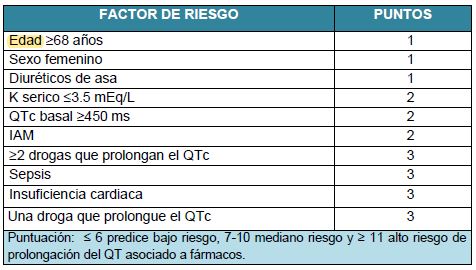 FACTOR DE RIESGO PUNTOS
Edad ≥68 años 1
Sexo femenino 1
Diuréticos de asa 1
K serico ≤3.5 mEq/L 2
QTc basal ≥450 ms 2
IAM 2
≥2 drogas que prolongan el QTc 3
Sepsis 3
Insuficiencia cardiaca 3
Una droga que prolongue el QTc 3
Puntuación: ≤ 6 predice bajo riesgo, 7-10 mediano riesgo y ≥ 11 alto riesgo de
prolongación del QT asociado a fármacos.